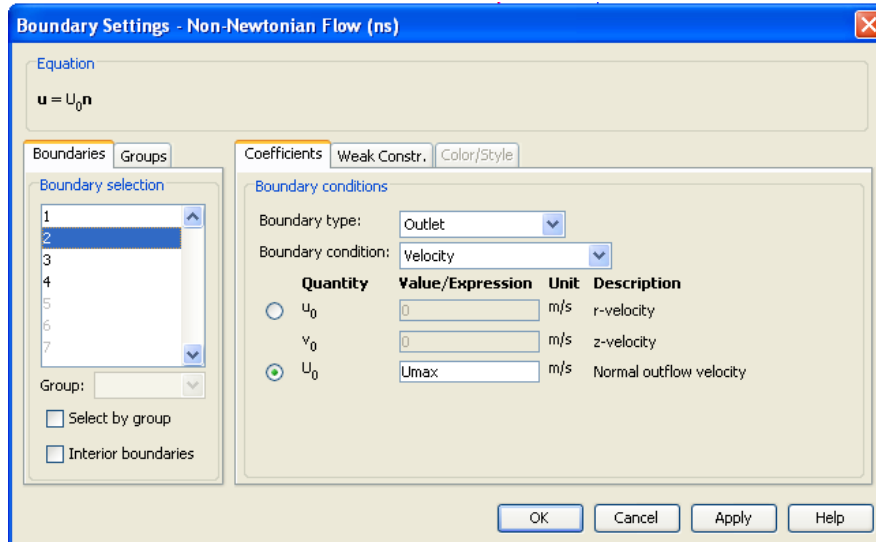 Boundary Settings - Non-Newtonian Flow (ns)
Equation
u = U0n
Boundaries Groups
Coefficients Weak Constr. Color/Style
Boundary selection
1
2
3
4
5
6
7
Group:
Select by group
Interior boundaries
Boundary conditions
Boundary type: Outlet
Boundary condition: Velocity
Quantity Value/Expression Unit Description
u0 0 m/s r-velocity
v0 0 m/s z-velocity
U0 Umax m/s Normal outflow velocity
OK Cancel Apply Help